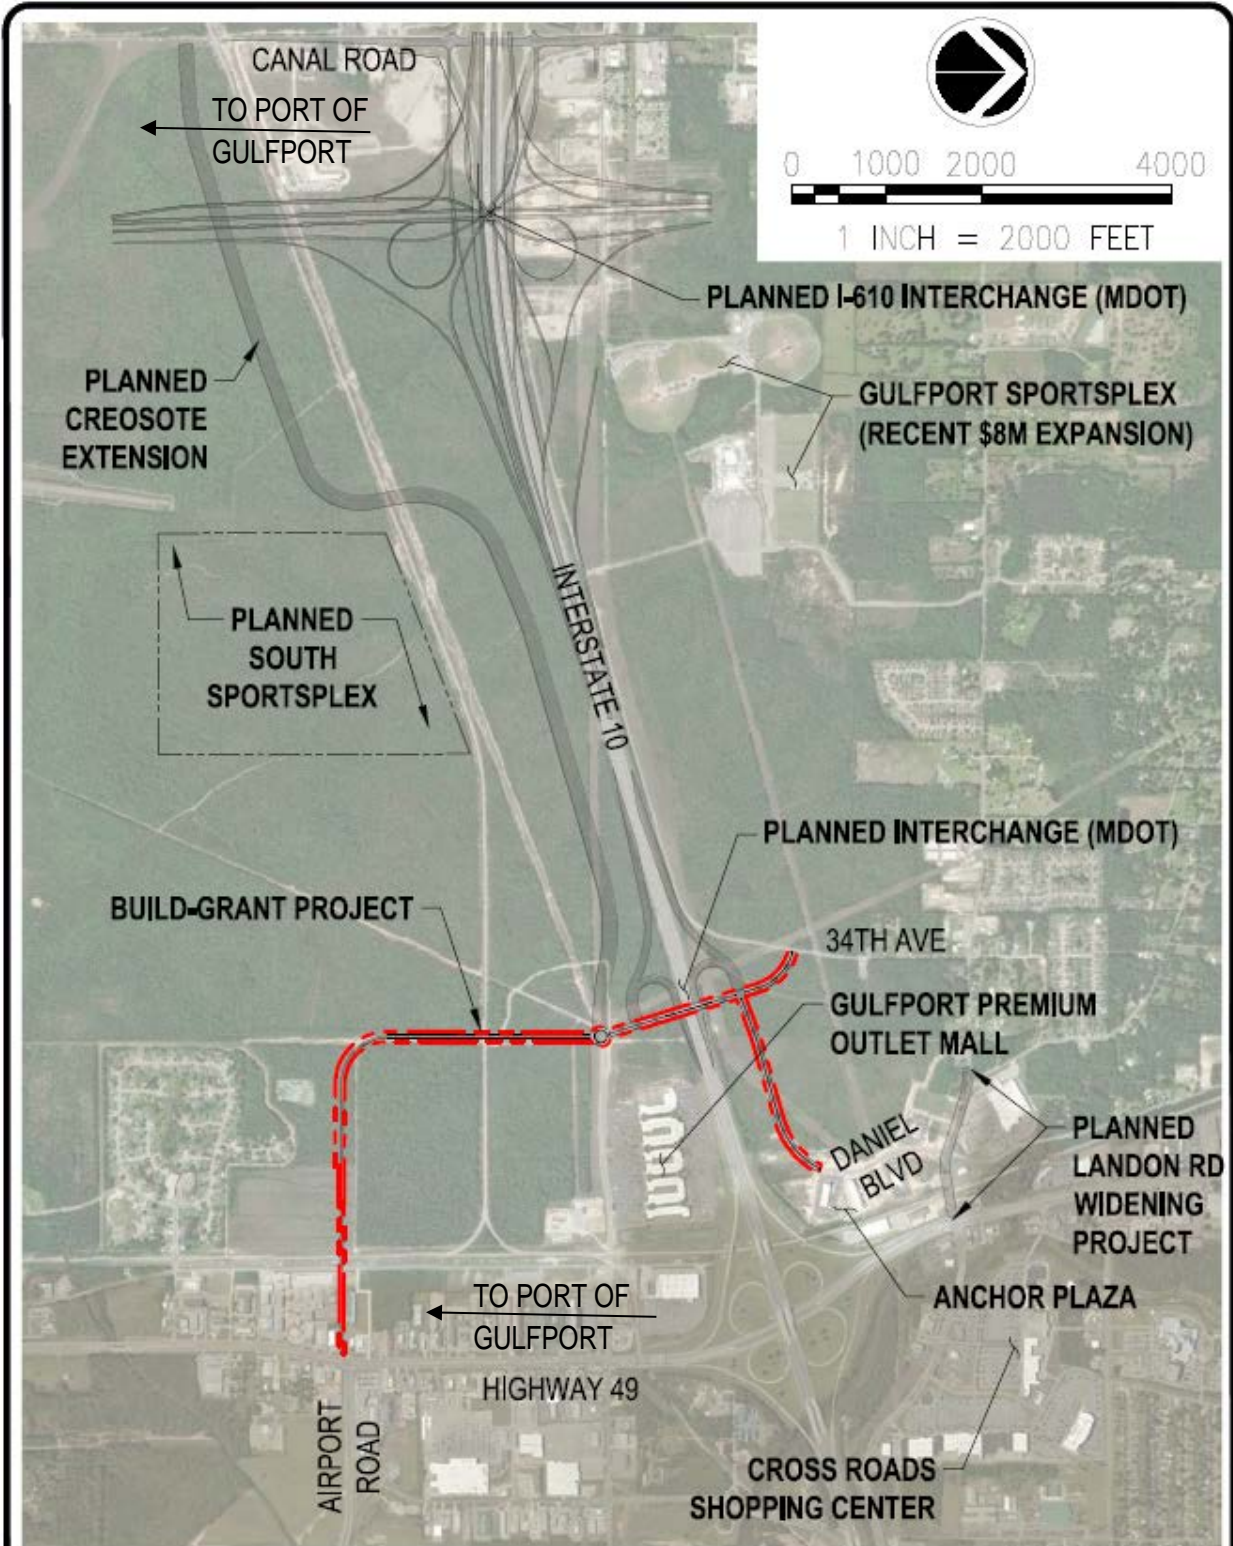 CANAL ROAD
TO PORT OF
GULFPORT
0 1000 2000 4000
1 INCH = 2000 FEET
PLANNED I-610 INTERCHANGE (MDOT)
PLANNED
CREOSOTE
EXTENSION
GULFPORT SPORTSPLEX
(RECENT $8M EXPANSION)
INTERSTATE 10
PLANNED
SOUTH
SPORTSPLEX
PLANNED INTERCHANGE (MDOT)
BUILD-GRANT PROJECT
34TH AVE
GULFPORT PREMIUM
OUTLET MALL
DANIEL
BLVD
PLANNED
LANDON RD
WIDENING
PROJECT
TO PORT OF
GULFPORT
ANCHOR PLAZA
HIGHWAY 49
AIRPORT
ROAD
CROSS ROADS
SHOPPING CENTER